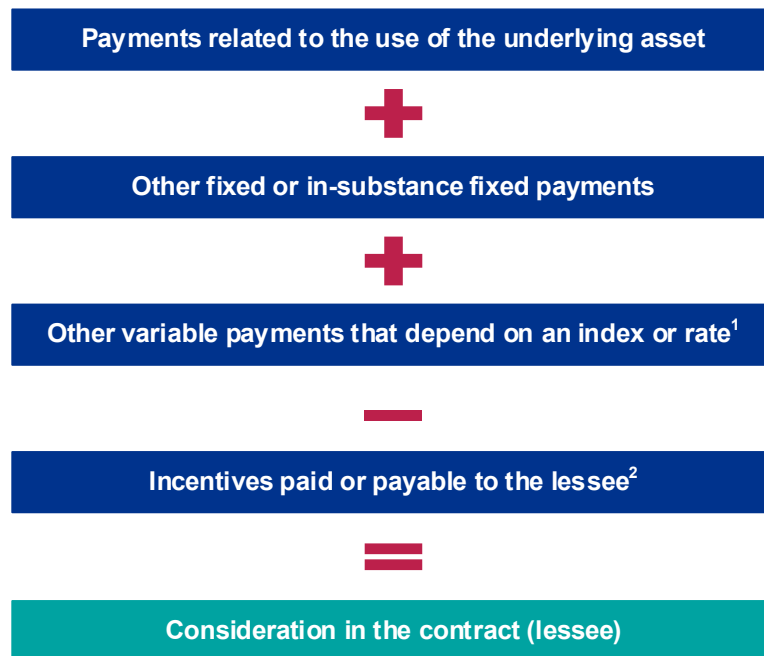 Payments related to the use of the underlying asset
+
Other fixed or in-substance fixed payments
+
Other variable payments that depend on an index or rate¹
−
Incentives paid or payable to the lessee²
=
Consideration in the contract (lessee)